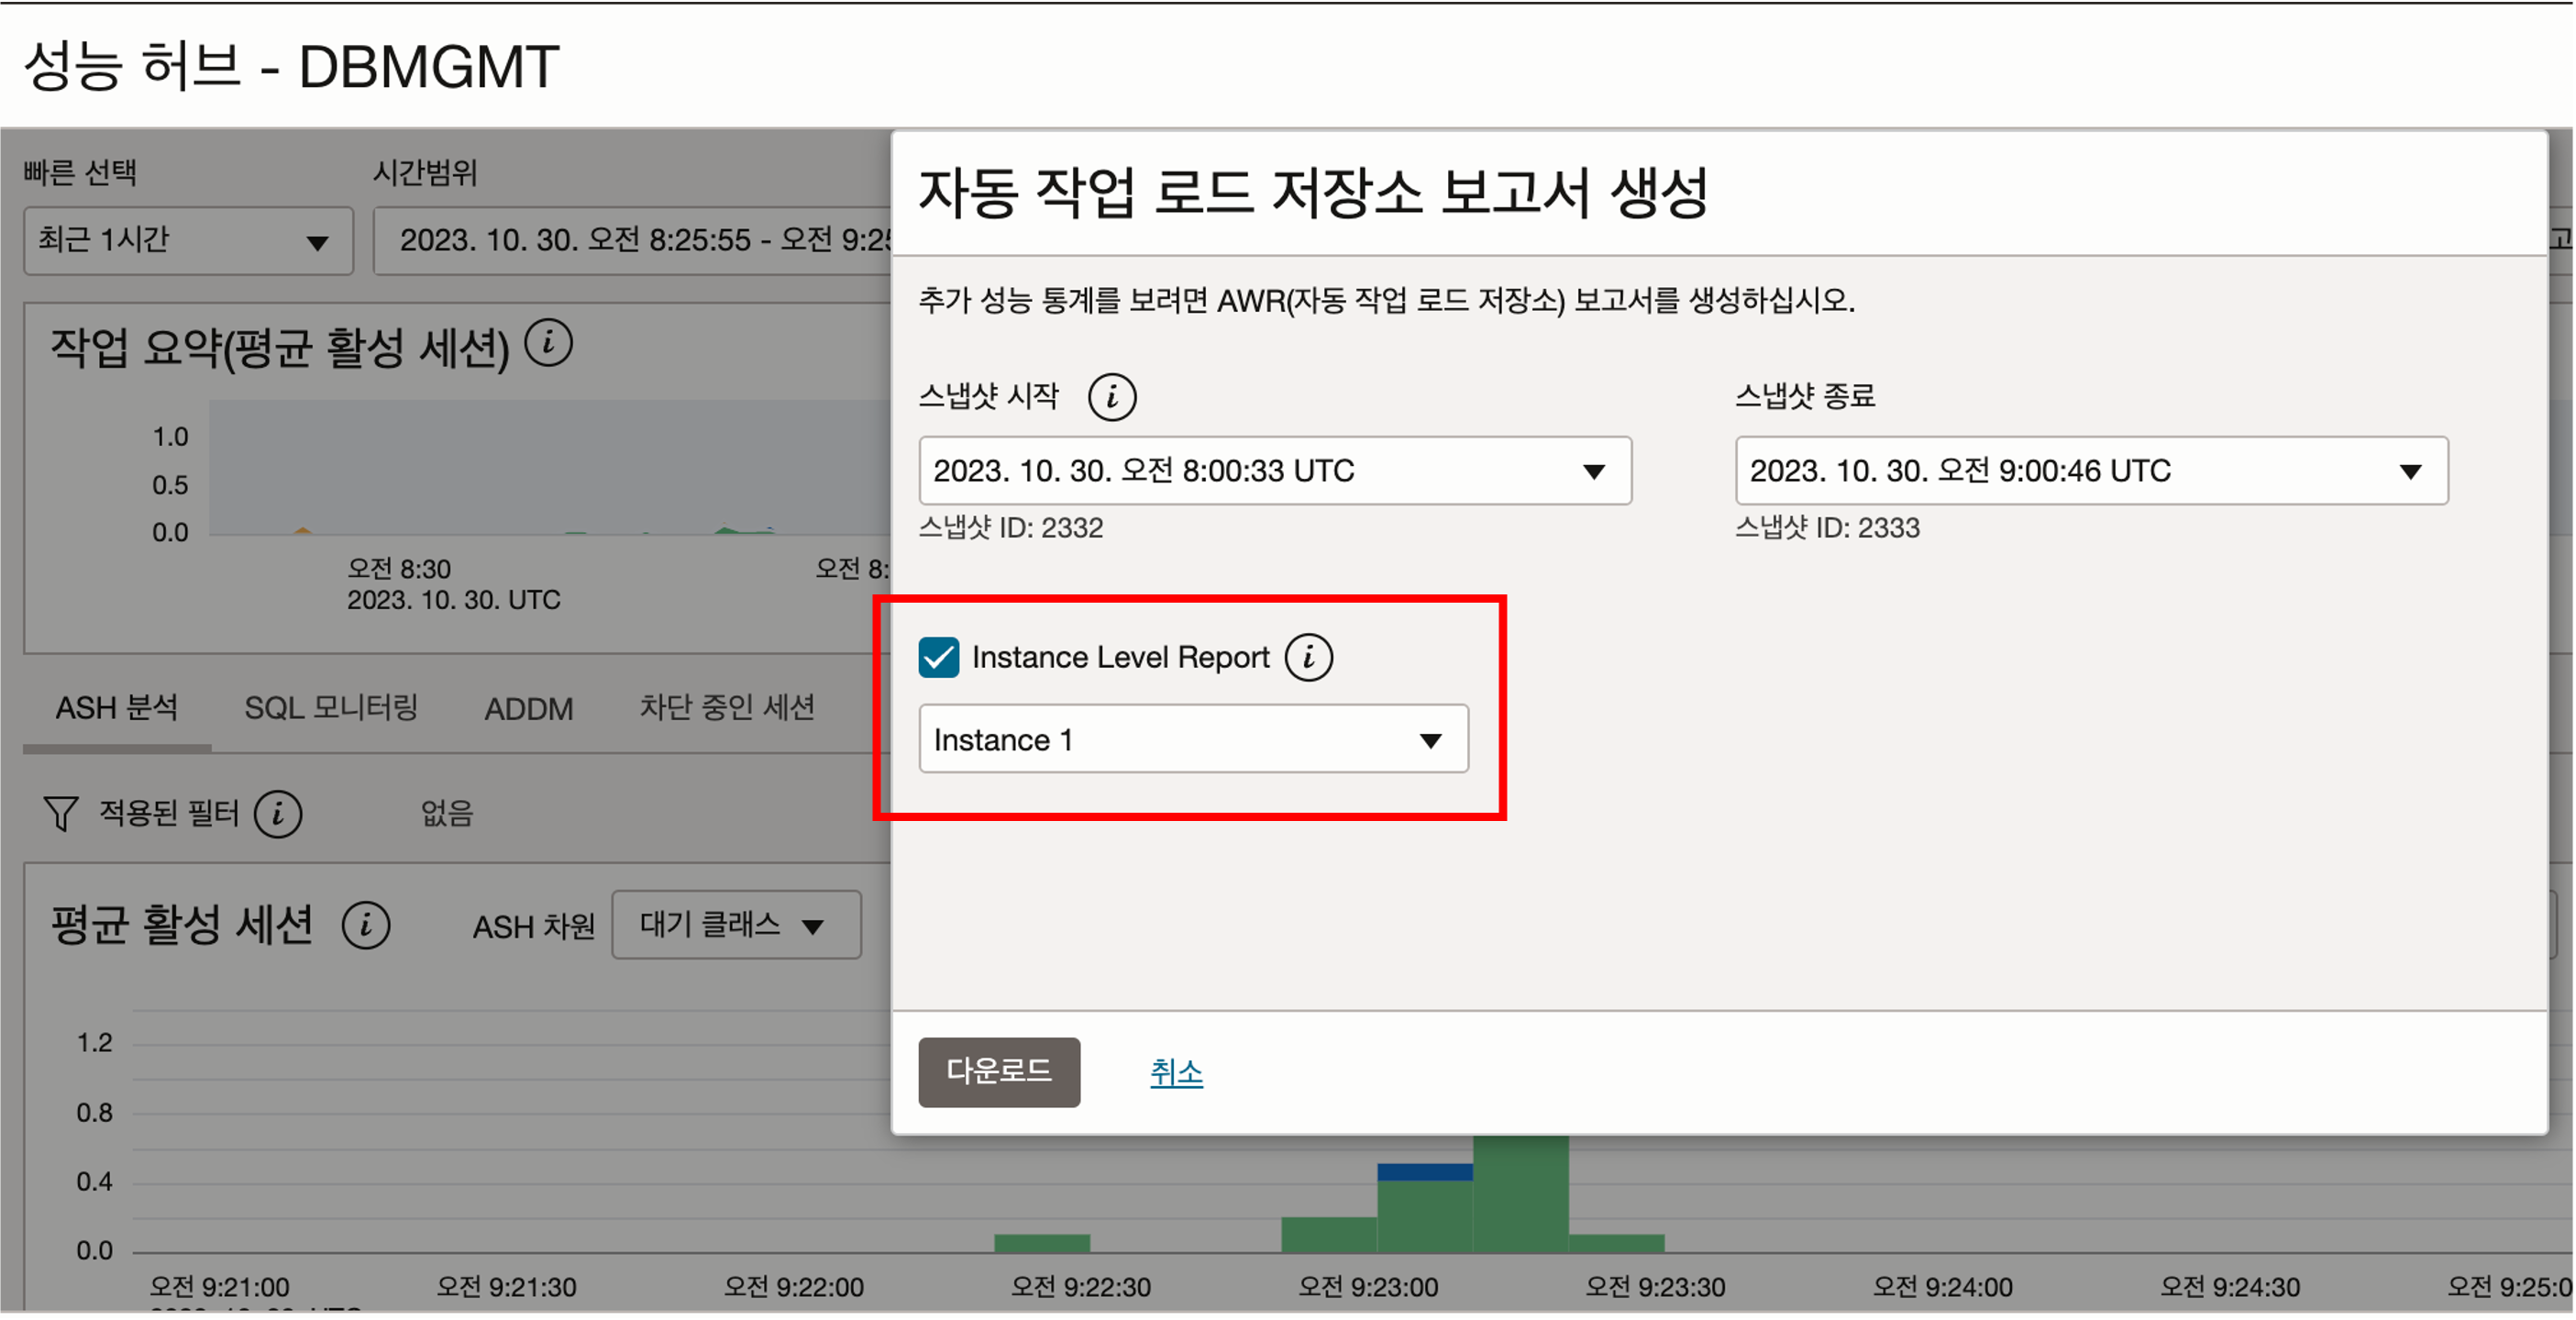 성능 허브 - DBMGMT
빠른 선택
시간범위
최근 1시간
2023. 10. 30. 오전 8:25:55 - 오전 9:25
작업 요약(평균 활성 세션)
1.0
0.5
0.0
오전 8:30
2023. 10. 30. UTC
오전 8:
ASH 분석
SQL 모니터링
ADDM
차단 중인 세션
적용된 필터
없음
평균 활성 세션
ASH 차원
대기 클래스
1.2
0.8
0.4
0.0
오전 9:21:00
오전 9:21:30
오전 9:22:00
오전 9:22:30
오전 9:23:00
오전 9:23:30
오전 9:24:00
오전 9:24:30
오전 9:25:0
자동 작업 로드 저장소 보고서 생성
추가 성능 통계를 보려면 AWR(자동 작업 로드 저장소) 보고서를 생성하십시오.
스냅샷 시작
2023. 10. 30. 오전 8:00:33 UTC
스냅샷 ID: 2332
스냅샷 종료
2023. 10. 30. 오전 9:00:46 UTC
스냅샷 ID: 2333
Instance Level Report
Instance 1
다운로드
취소